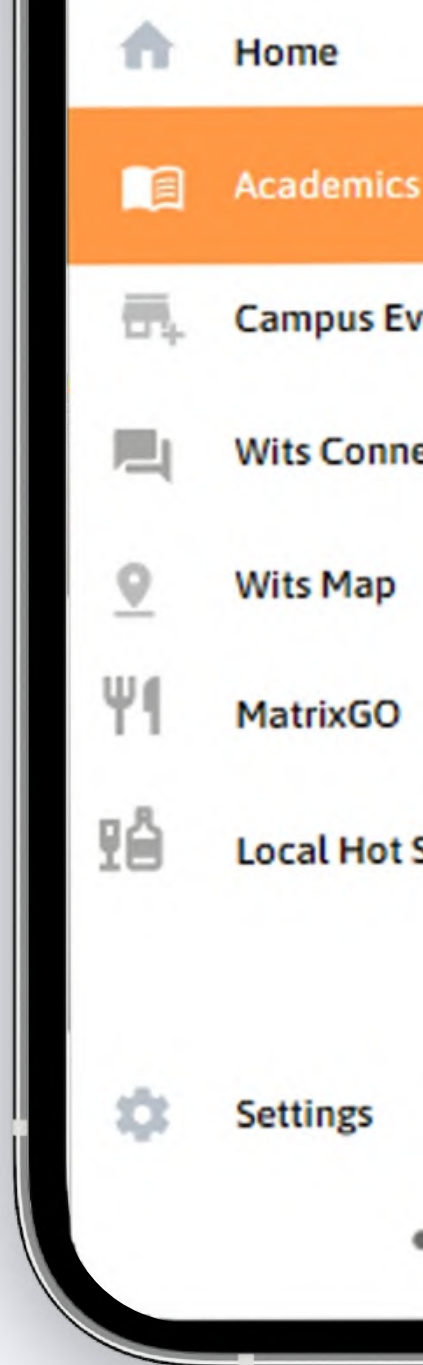 Home
Academics
Campus Ev
Wits Conne
Wits Map
MatrixGO
Local Hot S
Settings